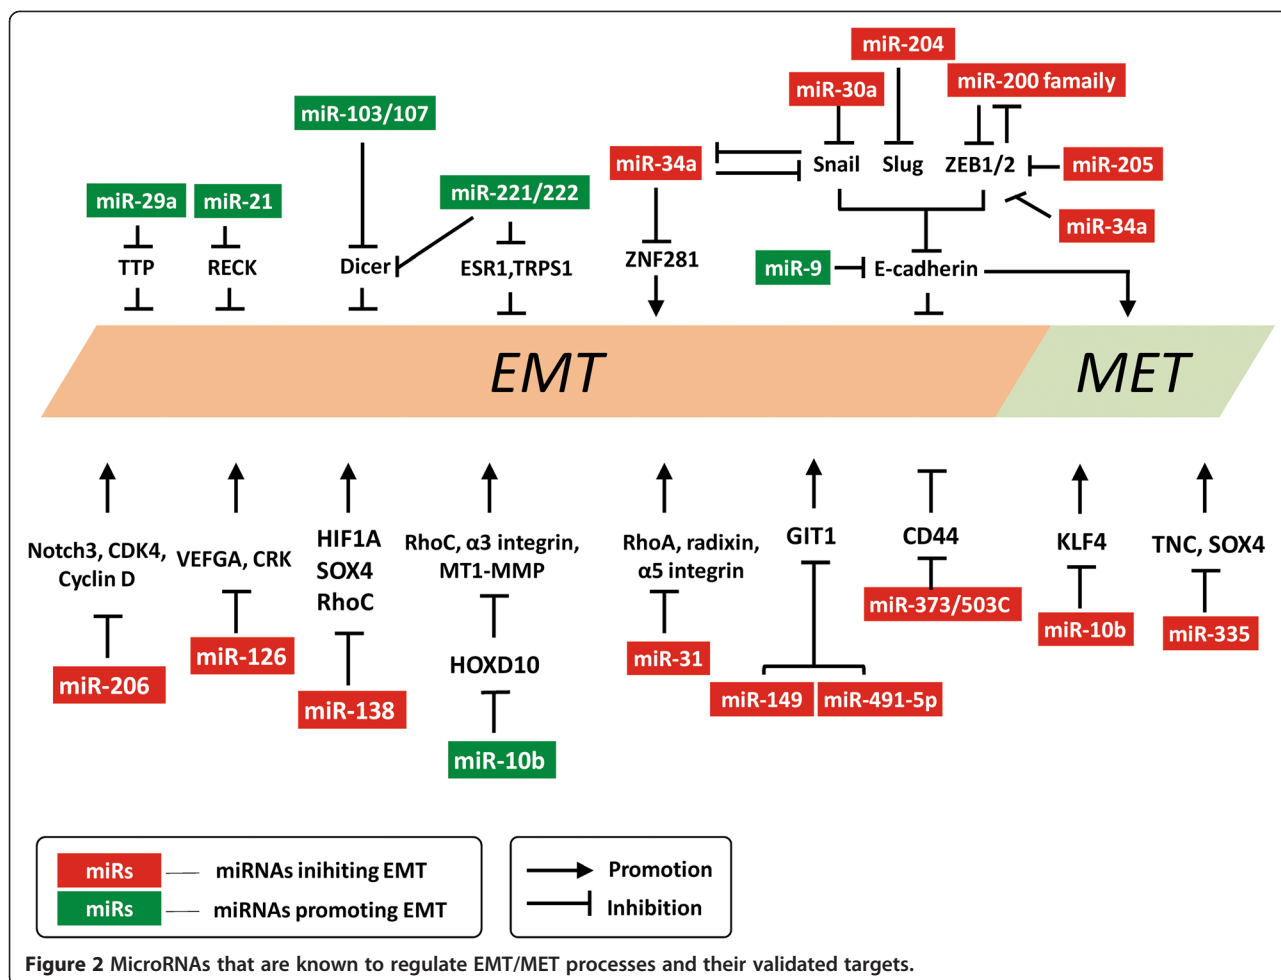 miR-204
miR-30a
miR-200 famaily
miR-103/107
miR-34a
Snail
Slug
ZEB1/2
miR-205
miR-29a
miR-21
miR-221/222
miR-34a
TTP
RECK
Dicer
ESR1,TRPS1
ZNF281
miR-9
E-cadherin
EMT
MET
Notch3, CDK4,
Cyclin D
VEFGA, CRK
HIF1A
SOX4
RhoC
RhoC, α3 integrin,
MT1-MMP
RhoA, radixin,
α5 integrin
GIT1
CD44
KLF4
TNC, SOX4
miR-373/503C
miR-10b
miR-335
miR-206
miR-126
miR-138
HOXD10
miR-31
miR-149
miR-491-5p
miR-10b
miRs
miRNAs inihiting EMT
miRs
miRNAs promoting EMT
Promotion
Inhibition
Figure 2 MicroRNAs that are known to regulate EMT/MET processes and their validated targets.